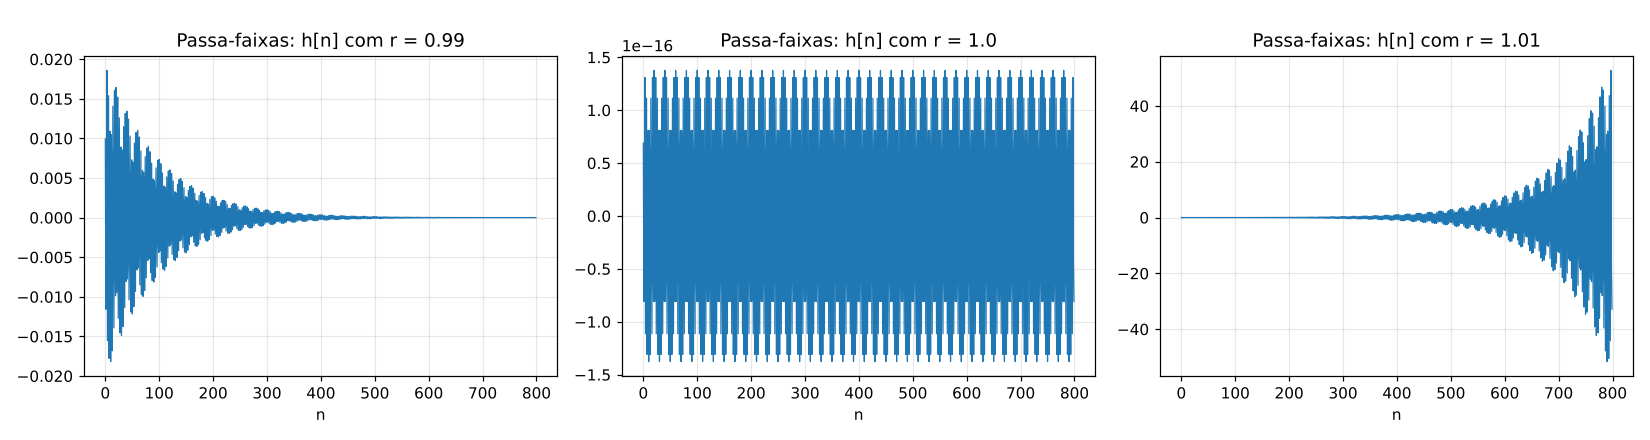 Passa-faixas: h[n] com r = 0.99
0.020
0.015
0.010
0.005
0.000
−0.005
−0.010
−0.015
−0.020
0 100 200 300 400 500 600 700 800
n
Passa-faixas: h[n] com r = 1.0
1e−16
1.5
1.0
0.5
0.0
−0.5
−1.0
−1.5
0 100 200 300 400 500 600 700 800
n
Passa-faixas: h[n] com r = 1.01
40
20
0
−20
−40
0 100 200 300 400 500 600 700 800
n